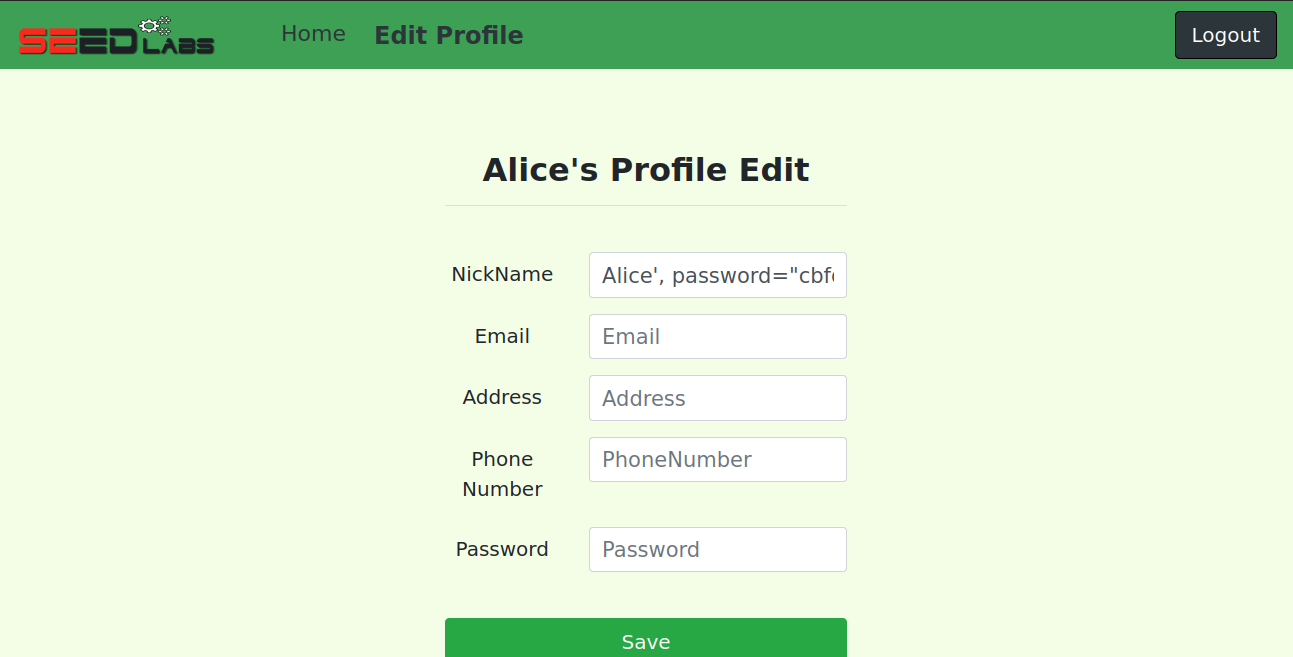 SEED LABS Home Edit Profile Logout
Alice's Profile Edit
NickName Alice', password="cbf
Email Email
Address Address
Phone PhoneNumber
Number
Password Password
Save